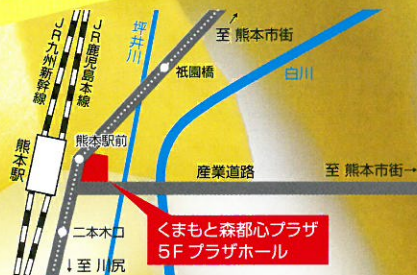 JR九州新幹線
JR鹿児島本線
坪井川
至 熊本市街
祇園橋
白川
熊本駅
熊本駅前
産業道路
至 熊本市街→
くまもと森都心プラザ
5F プラザホール
二本木口
↓至 川尻